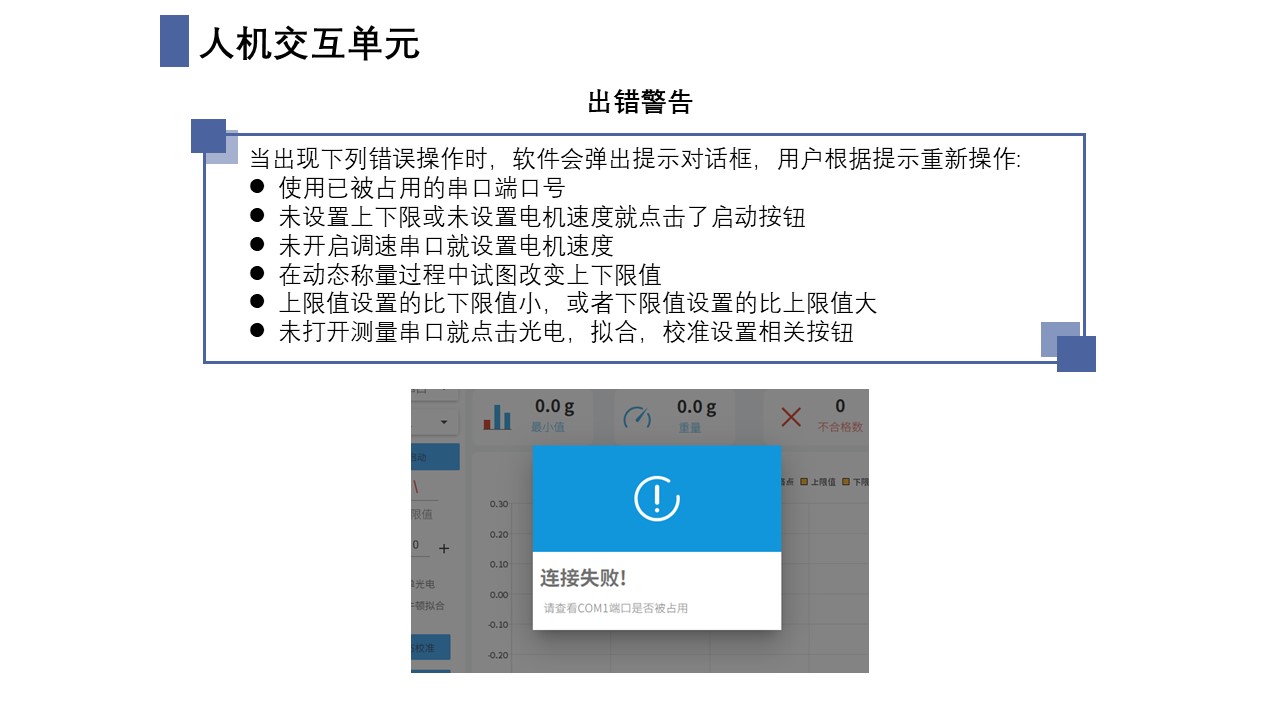 人机交互单元
出错警告
当出现下列错误操作时，软件会弹出提示对话框，用户根据提示重新操作:
● 使用已被占用的串口端口号
● 未设置上下限或未设置电机速度就点击了启动按钮
● 未开启调速串口就设置电机速度
● 在动态称量过程中试图改变上下限值
● 上限值设置的比下限值小，或者下限值设置的比上限值大
● 未打开测量串口就点击光电，拟合，校准设置相关按钮
0.0 g
最小值
0.0 g
重量
0
不合格数
启动
上限值
下限
限值
0.30
0.20
0.10
0.00
-0.10
-0.20
0 +
光电
顿拟合
校准
连接失败!
请查看COM1端口是否被占用